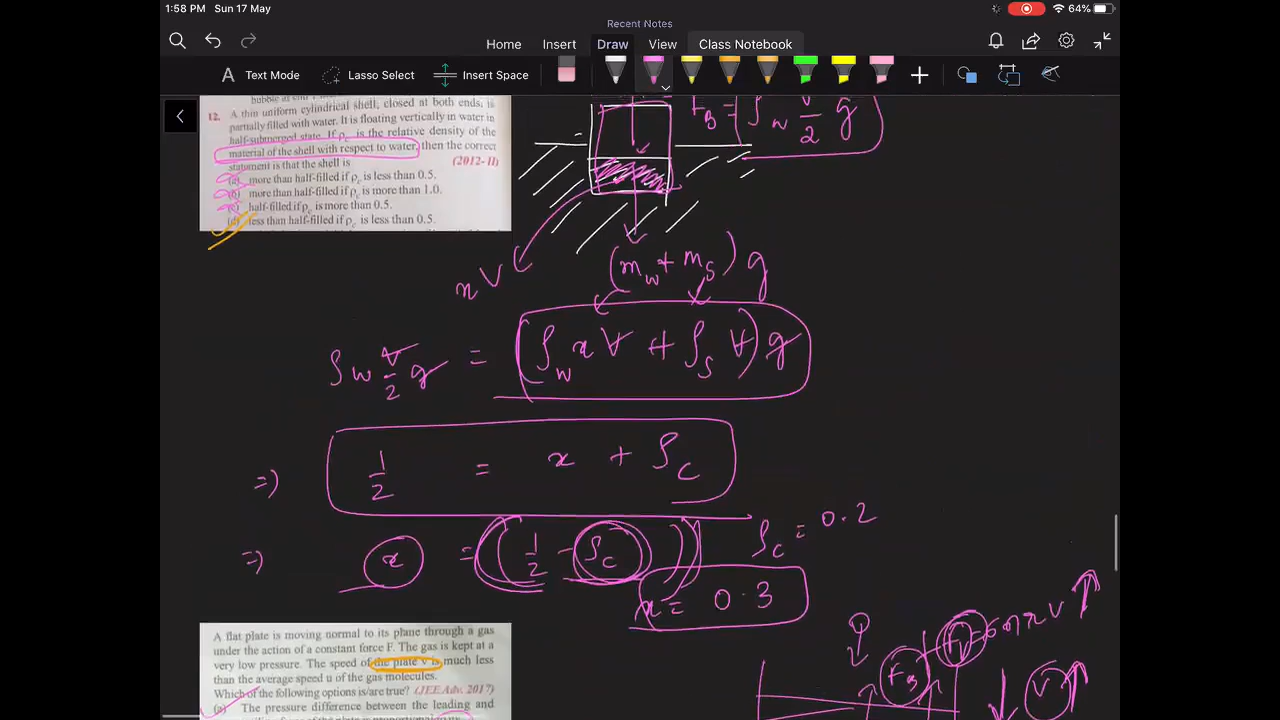 1:58 PM Sun 17 May
64%
Recent Notes
Home Insert Draw View Class Notebook
Text Mode Lasso Select Insert Space
12. A thin uniform cylindrical shell, closed at both ends, is
partially filled with water. It is floating vertically in water in
half-submerged state. If ρc is the relative density of the
material of the shell with respect to water, then the correct
statement is that the shell is
(2012-II)
(a) more than half-filled if ρc is less than 0.5.
(b) more than half-filled if ρc is more than 1.0.
(c) half-filled if ρc is more than 0.5.
(d) less than half-filled if ρc is less than 0.5.
FB = ρw V/2 g
xV
(mw + ms) g
ρw V/2 g = (ρw x V + ρs V) g
=> 1/2 = x + ρc
=> x = (1/2 - ρc)
ρc = 0.2
x = 0.3
A flat plate is moving normal to its plane through a gas
under the action of a constant force F. The gas is kept at a
very low pressure. The speed of the plate v is much less
than the average speed u of the gas molecules.
Which of the following options is/are true? (JEE Adv. 2017)
(a) The pressure difference between the leading and
FB